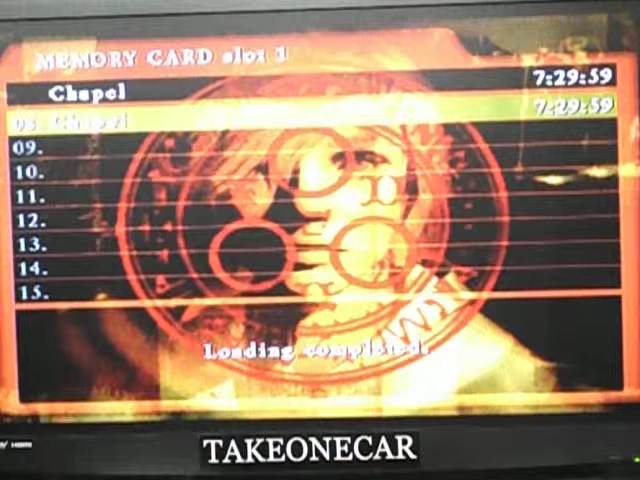 MEMORY CARD slot 1
Chapel 7:29:59
08. Chapel 7:29:59
09.
10.
11.
12.
13.
14.
15.
Loading completed.
HDMI
TAKEONECAR